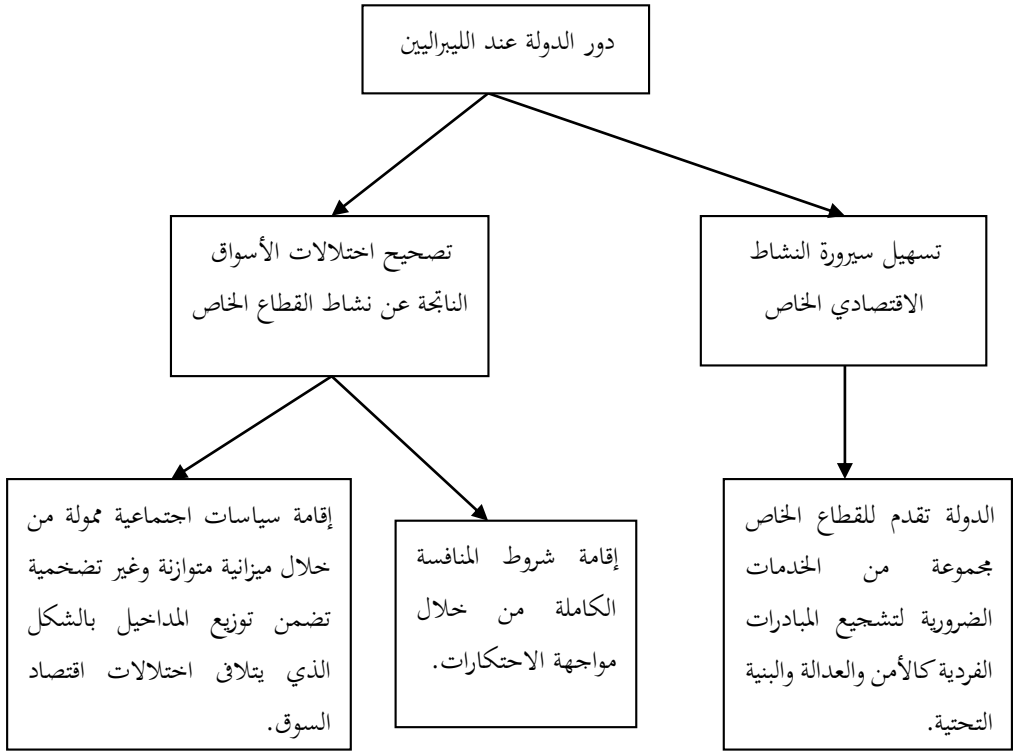 دور الدولة عند الليبراليين
تسهيل سيرورة النشاط
الاقتصادي الخاص
تصحيح اختلالات الأسواق
الناتجة عن نشاط القطاع الخاص
الدولة تقدم للقطاع الخاص
مجموعة من الخدمات
الضرورية لتشجيع المبادرات
الفردية كالأمن والعدالة والبنية
التحتية.
إقامة شروط المنافسة
الكاملة من خلال
مواجهة الاحتكارات.
إقامة سياسات اجتماعية ممولة من
خلال ميزانية متوازنة وغير تضخمية
تضمن توزيع المداخيل بالشكل
الذي يتلافى اختلالات اقتصاد
السوق.